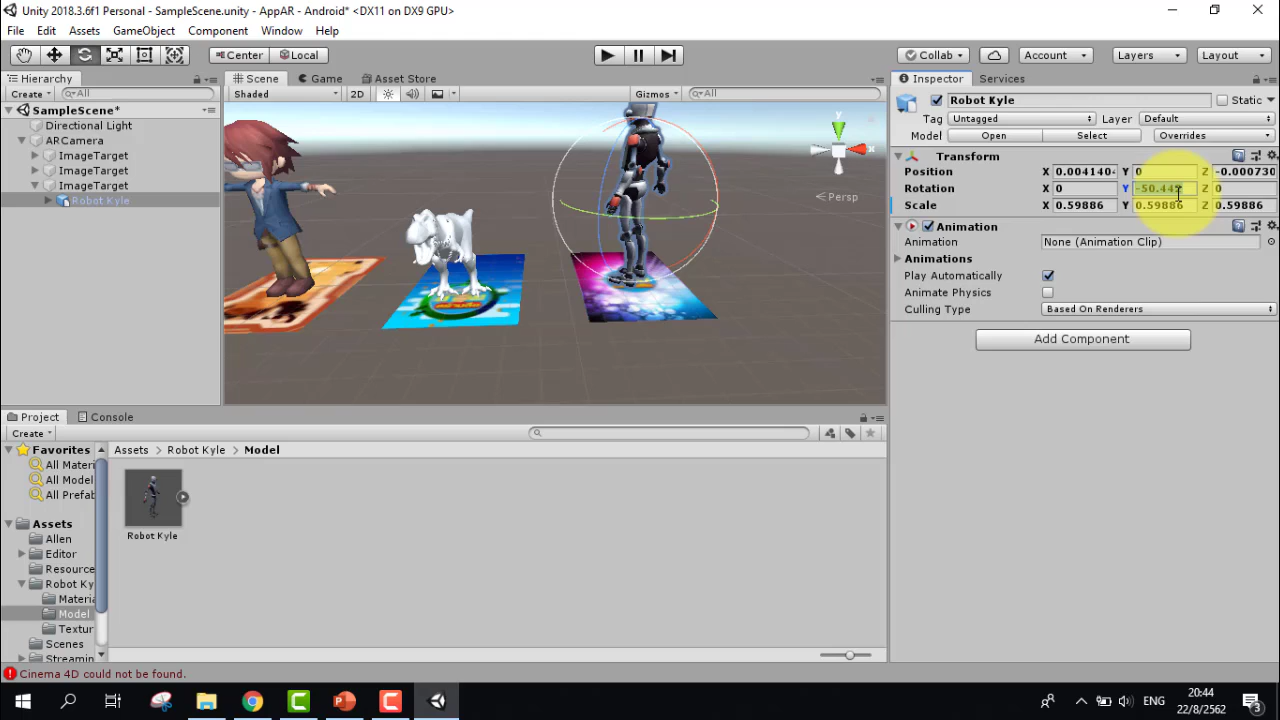 Unity 2018.3.6f1 Personal - SampleScene.unity - AppAR - Android* <DX11 on DX9 GPU>
File Edit Assets GameObject Component Window Help
Center Local Collab Account Layers Layout
Hierarchy
Create All
SampleScene*
Directional Light
ARCamera
ImageTarget
ImageTarget
ImageTarget
Robot Kyle
Scene Game Asset Store
Shaded 2D Gizmos All
y
x
Persp
Inspector Services
Robot Kyle Static
Tag Untagged Layer Default
Model Open Select Overrides
Transform
Position X 0.004140 Y 0 Z -0.000730
Rotation X 0 Y -50.449 Z 0
Scale X 0.59886 Y 0.59886 Z 0.59886
Animation
Animation None (Animation Clip)
Animations
Play Automatically
Animate Physics
Culling Type Based On Renderers
Add Component
Project Console
Create
Favorites
All Materi
All Model
All Prefab
Assets
Allen
Editor
Resource
Robot Ky
Materia
Model
Textur
Scenes
Streamin
Assets Robot Kyle Model
Robot Kyle
Cinema 4D could not be found.
ENG
20:44
22/8/2562
3